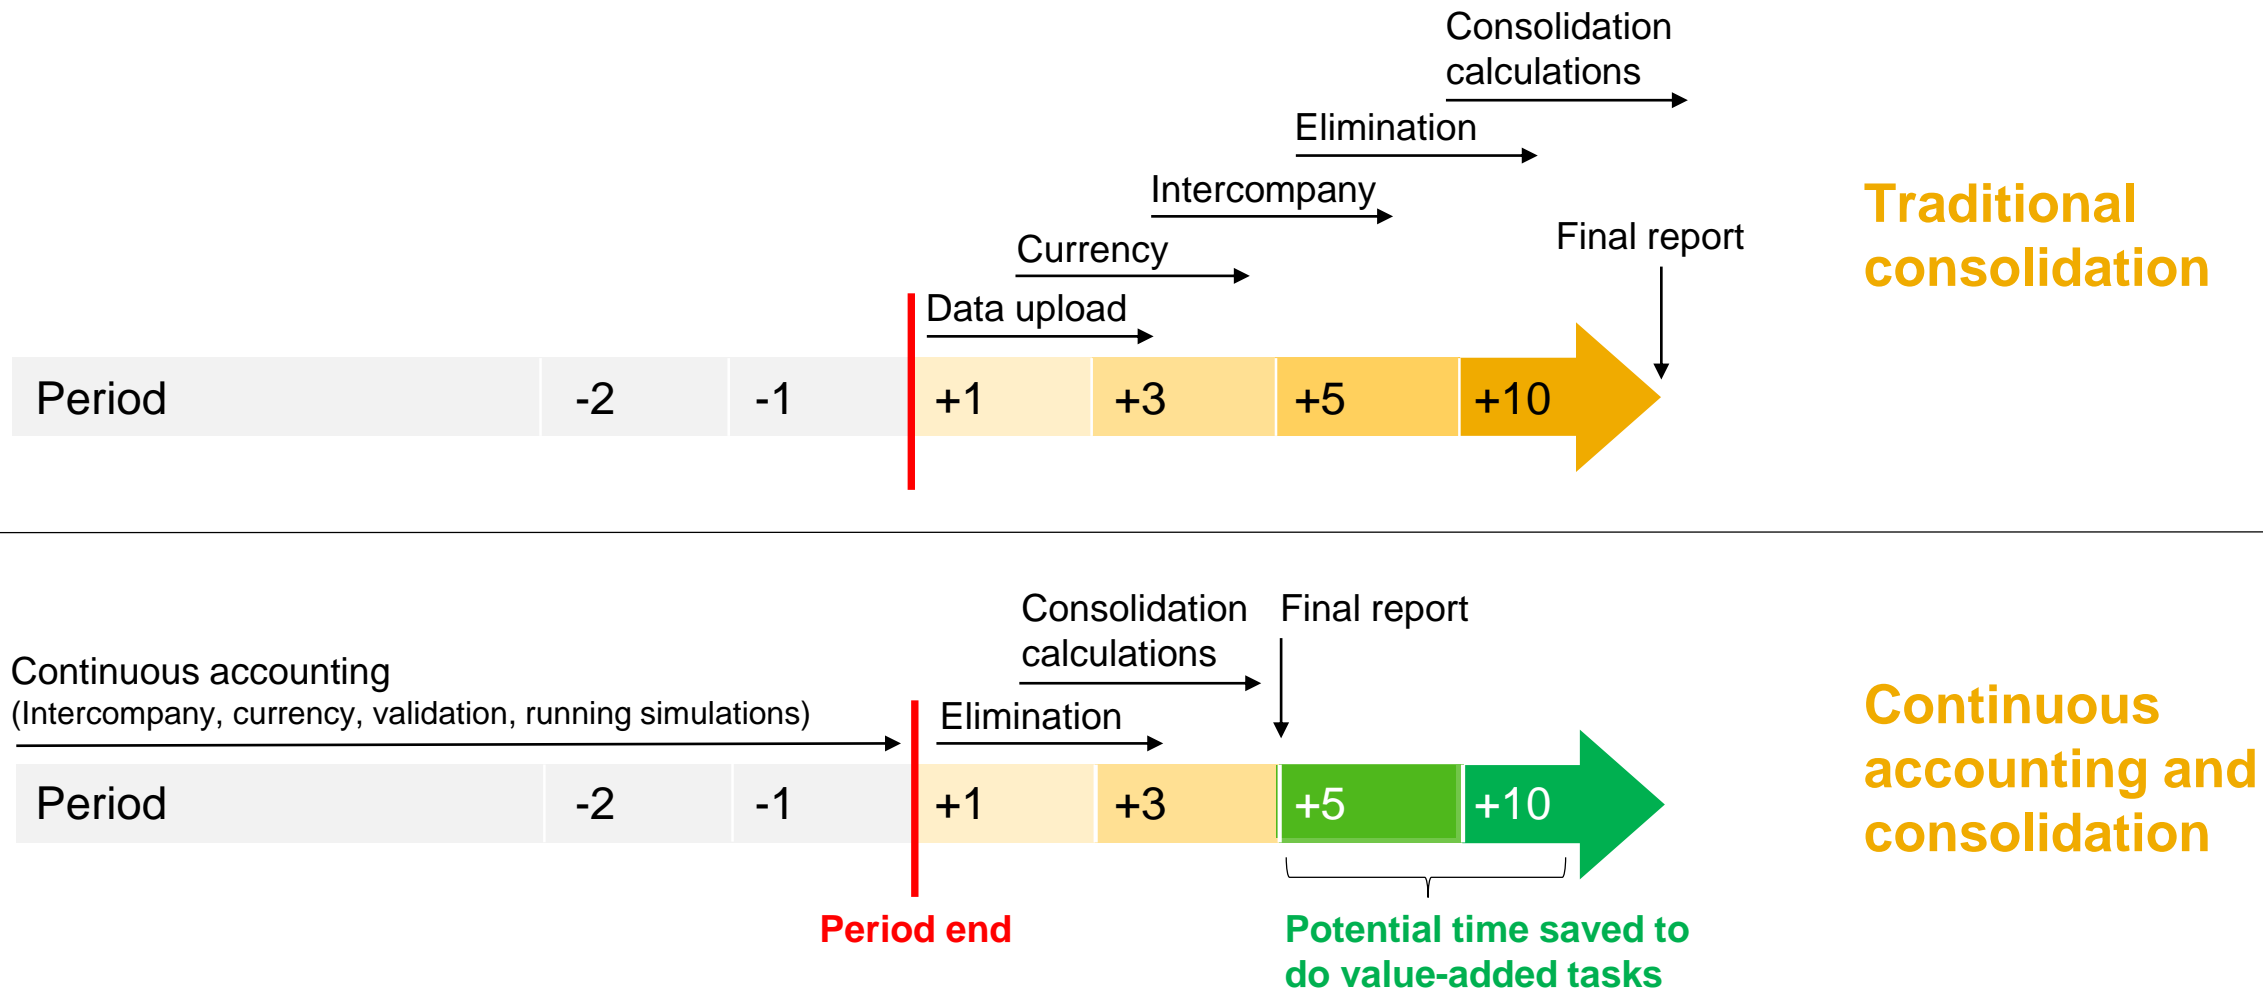 Consolidation
calculations
Elimination
Intercompany
Currency
Data upload
Final report
Traditional
consolidation
Period -2 -1 +1 +3 +5 +10
Consolidation
calculations
Final report
Continuous accounting
(Intercompany, currency, validation, running simulations)
Elimination
Continuous
accounting and
consolidation
Period -2 -1 +1 +3 +5 +10
Period end
Potential time saved to
do value-added tasks